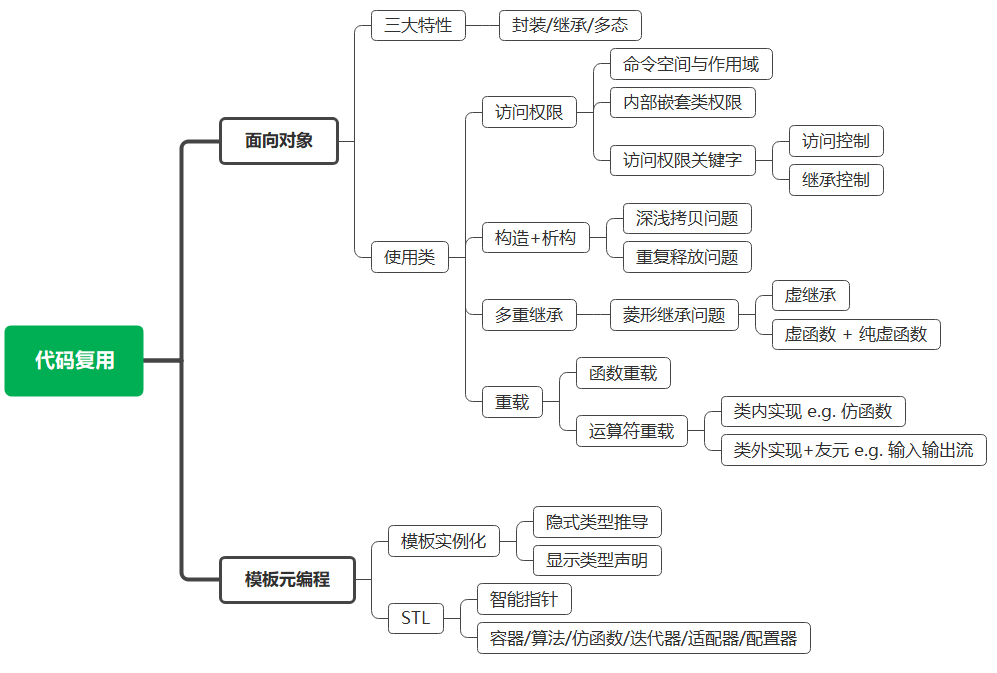 代码复用
面向对象
三大特性
封装/继承/多态
使用类
访问权限
命令空间与作用域
内部嵌套类权限
访问权限关键字
访问控制
继承控制
构造+析构
深浅拷贝问题
重复释放问题
多重继承
菱形继承问题
虚继承
虚函数 + 纯虚函数
重载
函数重载
运算符重载
类内实现 e.g. 仿函数
类外实现+友元 e.g. 输入输出流
模板元编程
模板实例化
隐式类型推导
显示类型声明
STL
智能指针
容器/算法/仿函数/迭代器/适配器/配置器